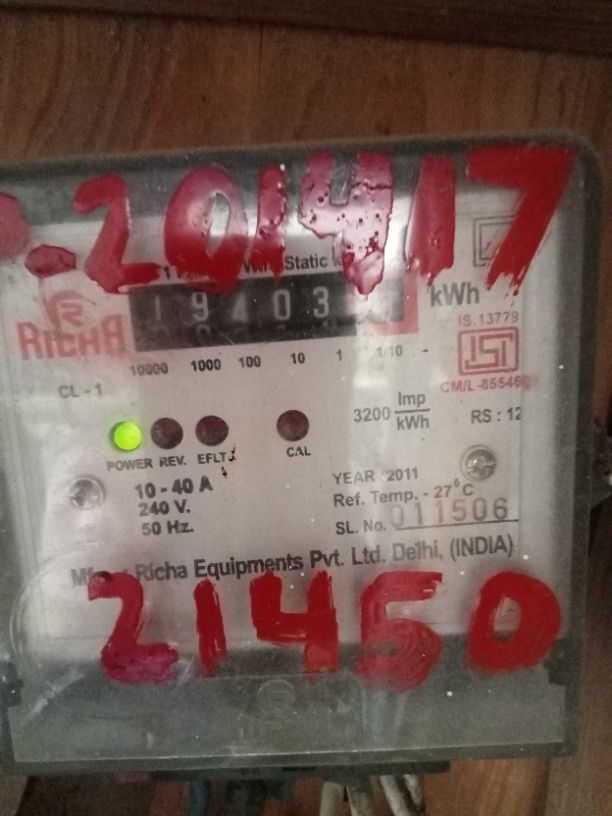 201417
Static
19403
kWh
RICHA
IS.13779
ISI
10000 1000 100 10 1 1/10
CL - 1
CM/L-85546
3200 Imp/kWh
RS : 12
POWER REV. EFLT CAL
YEAR 2011
10 - 40 A
Ref. Temp. - 27°C
240 V.
SL. No. 011506
50 Hz.
Richa Equipments Pvt. Ltd. Delhi, (INDIA)
21450